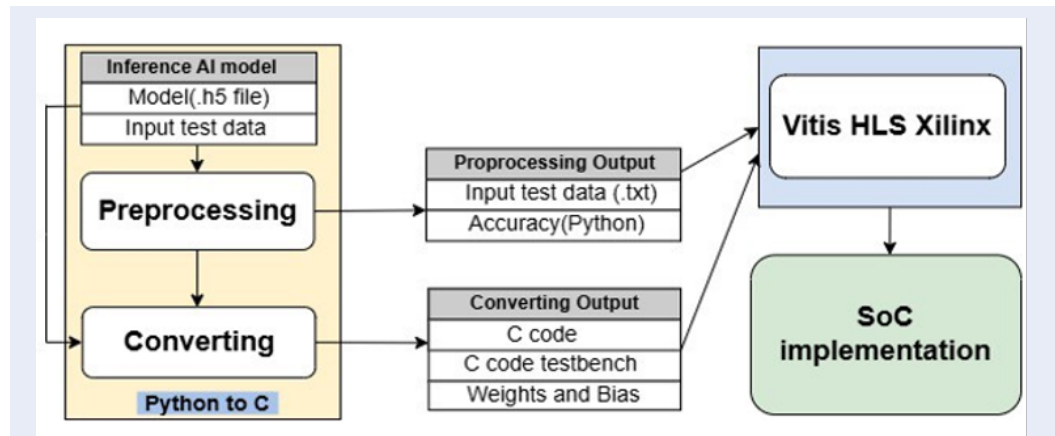 Inference AI model
Model(.h5 file)
Input test data
Preprocessing
Converting
Python to C
Proprocessing Output
Input test data (.txt)
Accuracy(Python)
Converting Output
C code
C code testbench
Weights and Bias
Vitis HLS Xilinx
SoC
implementation